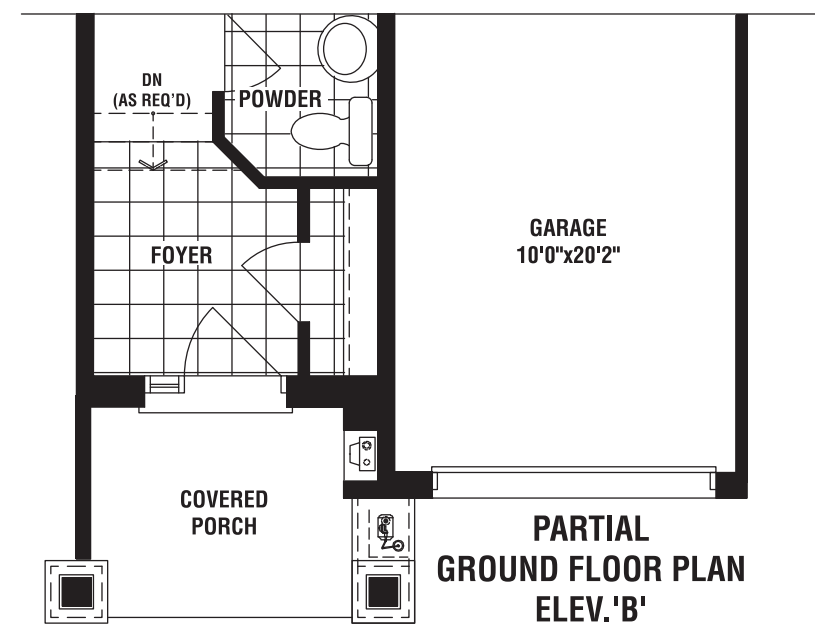 DN
(AS REQ'D)
POWDER
FOYER
GARAGE
10'0"x20'2"
COVERED
PORCH
PARTIAL
GROUND FLOOR PLAN
ELEV.'B'